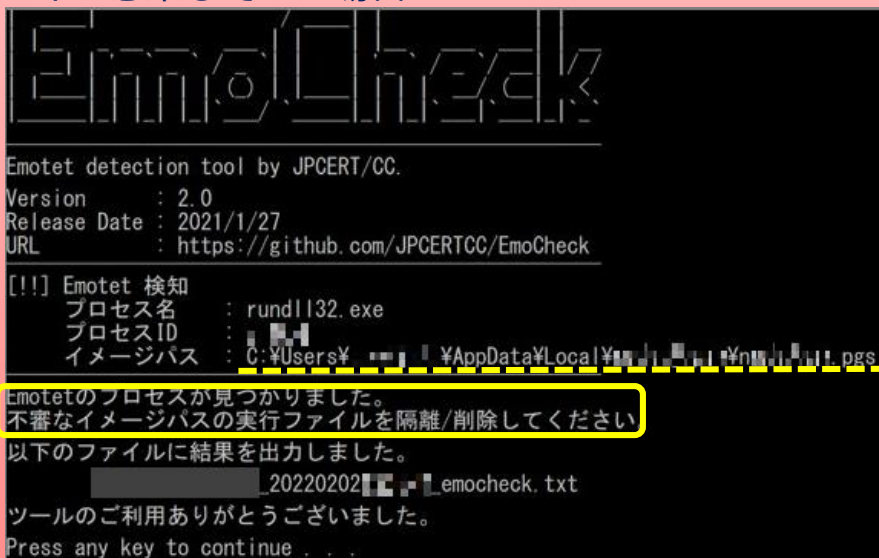 EmoCheck
Emotet detection tool by JPCERT/CC.
Version : 2.0
Release Date : 2021/1/27
URL : https://github.com/JPCERTCC/EmoCheck
[!!] Emotet 検知
プロセス名 : rundll32.exe
プロセスID :
イメージパス : C:¥Users¥ ¥AppData¥Local¥ ¥n .pgs
Emotetのプロセスが見つかりました。
不審なイメージパスの実行ファイルを隔離/削除してください
以下のファイルに結果を出力しました。
_20220202 _emocheck.txt
ツールのご利用ありがとうございました。
Press any key to continue . . .